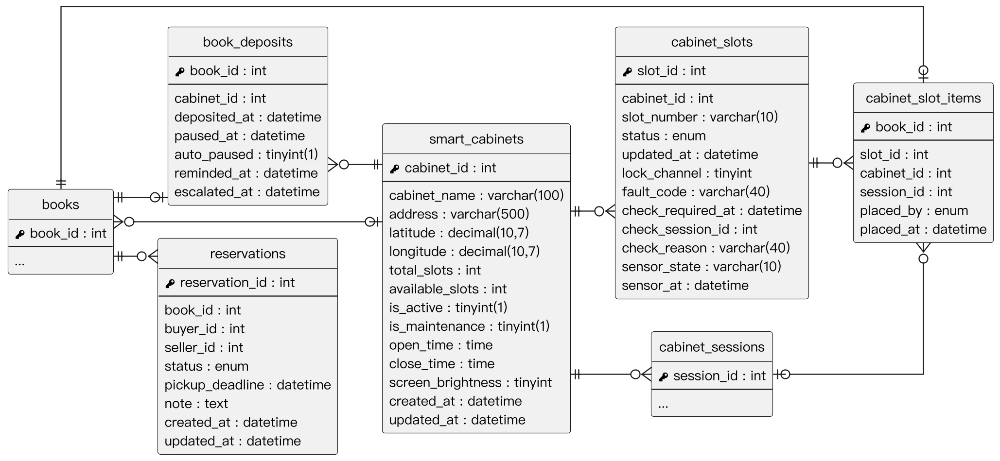 book_deposits
book_id : int
cabinet_id : int
deposited_at : datetime
paused_at : datetime
auto_paused : tinyint(1)
reminded_at : datetime
escalated_at : datetime
books
book_id : int
...
reservations
reservation_id : int
book_id : int
buyer_id : int
seller_id : int
status : enum
pickup_deadline : datetime
note : text
created_at : datetime
updated_at : datetime
smart_cabinets
cabinet_id : int
cabinet_name : varchar(100)
address : varchar(500)
latitude : decimal(10,7)
longitude : decimal(10,7)
total_slots : int
available_slots : int
is_active : tinyint(1)
is_maintenance : tinyint(1)
open_time : time
close_time : time
screen_brightness : tinyint
created_at : datetime
updated_at : datetime
cabinet_slots
slot_id : int
cabinet_id : int
slot_number : varchar(10)
status : enum
updated_at : datetime
lock_channel : tinyint
fault_code : varchar(40)
check_required_at : datetime
check_session_id : int
check_reason : varchar(40)
sensor_state : varchar(10)
sensor_at : datetime
cabinet_sessions
session_id : int
...
cabinet_slot_items
book_id : int
slot_id : int
cabinet_id : int
session_id : int
placed_by : enum
placed_at : datetime